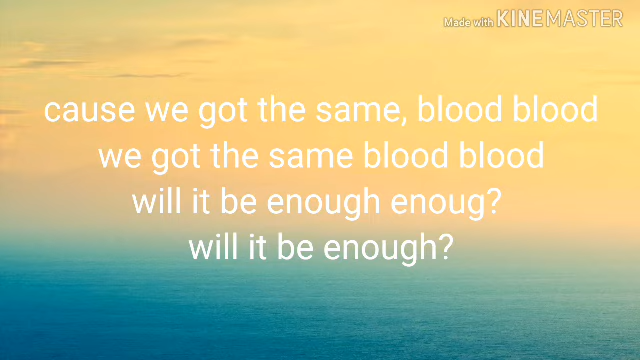 Made with KINEMASTER
cause we got the same, blood blood
we got the same blood blood
will it be enough enoug?
will it be enough?